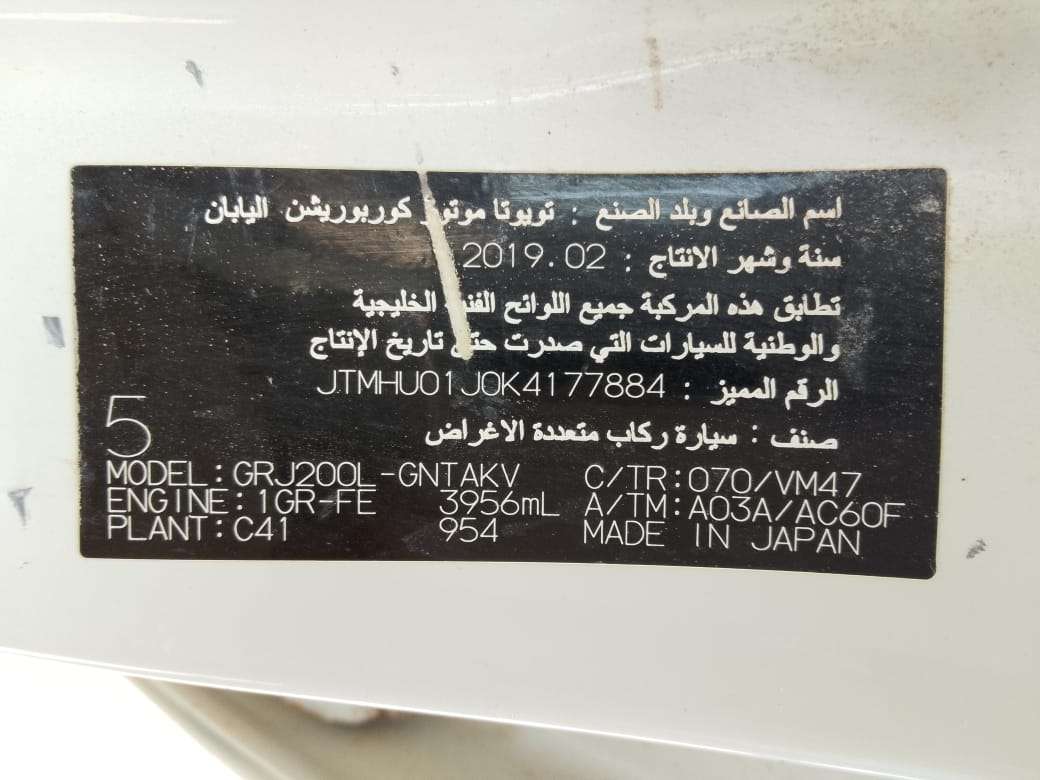 اسم الصانع وبلد الصنع : تويوتا موتور كوربوريشن اليابان
سنة وشهر الانتاج : 2019.02
تطابق هذه المركبة جميع اللوائح الفنية الخليجية
والوطنية للسيارات التي صدرت حتى تاريخ الإنتاج
الرقم المميز : JTMHU01J0K4177884
صنف : سيارة ركاب متعددة الاغراض
5
MODEL:GRJ200L-GNTAKV C/TR:070/VM47
ENGINE:1GR-FE 3956mL A/TM:A03A/AC60F
PLANT:C41 954 MADE IN JAPAN